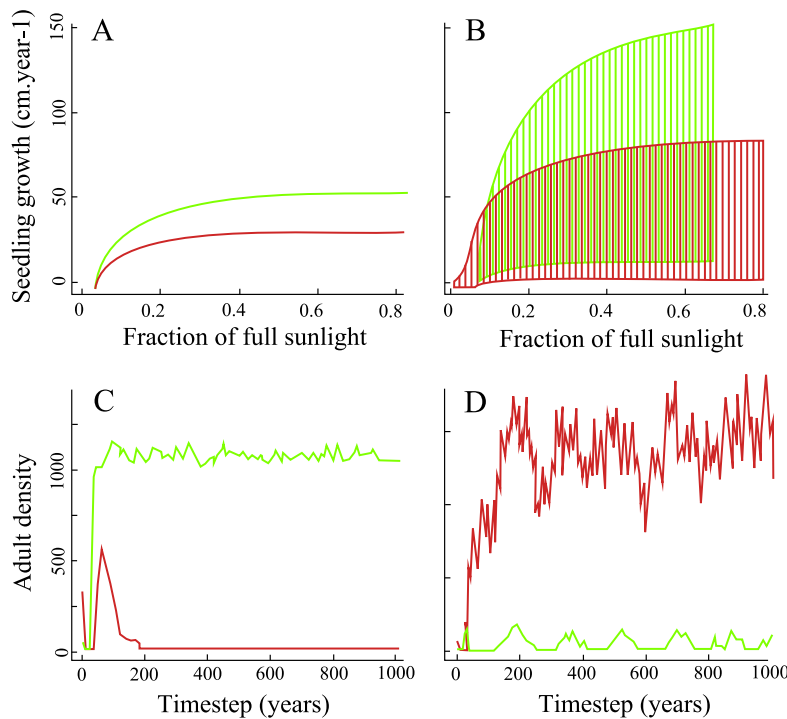 A
B
Seedling growth (cm.year-1)
150
100
50
0
0 0.2 0.4 0.6 0.8
0 0.2 0.4 0.6 0.8
Fraction of full sunlight
Fraction of full sunlight
C
D
Adult density
1000
500
0
0 200 400 600 800 1000
0 200 400 600 800 1000
Timestep (years)
Timestep (years)